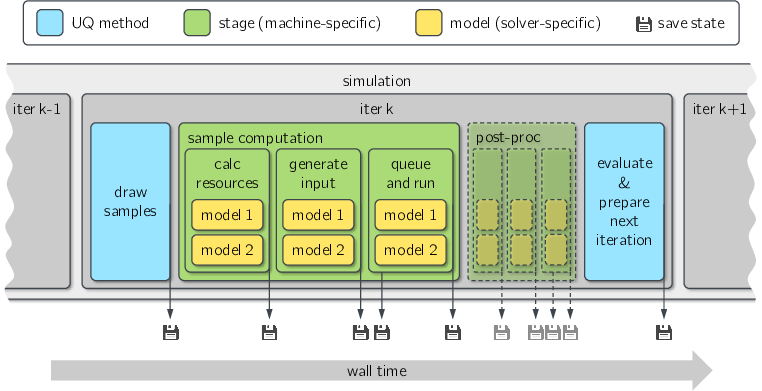 UQ method
stage (machine-specific)
model (solver-specific)
save state
simulation
iter k-1
iter k
iter k+1
sample computation
post-proc
draw
samples
calc
resources
model 1
model 2
generate
input
model 1
model 2
queue
and run
model 1
model 2
evaluate
&
prepare
next
iteration
wall time